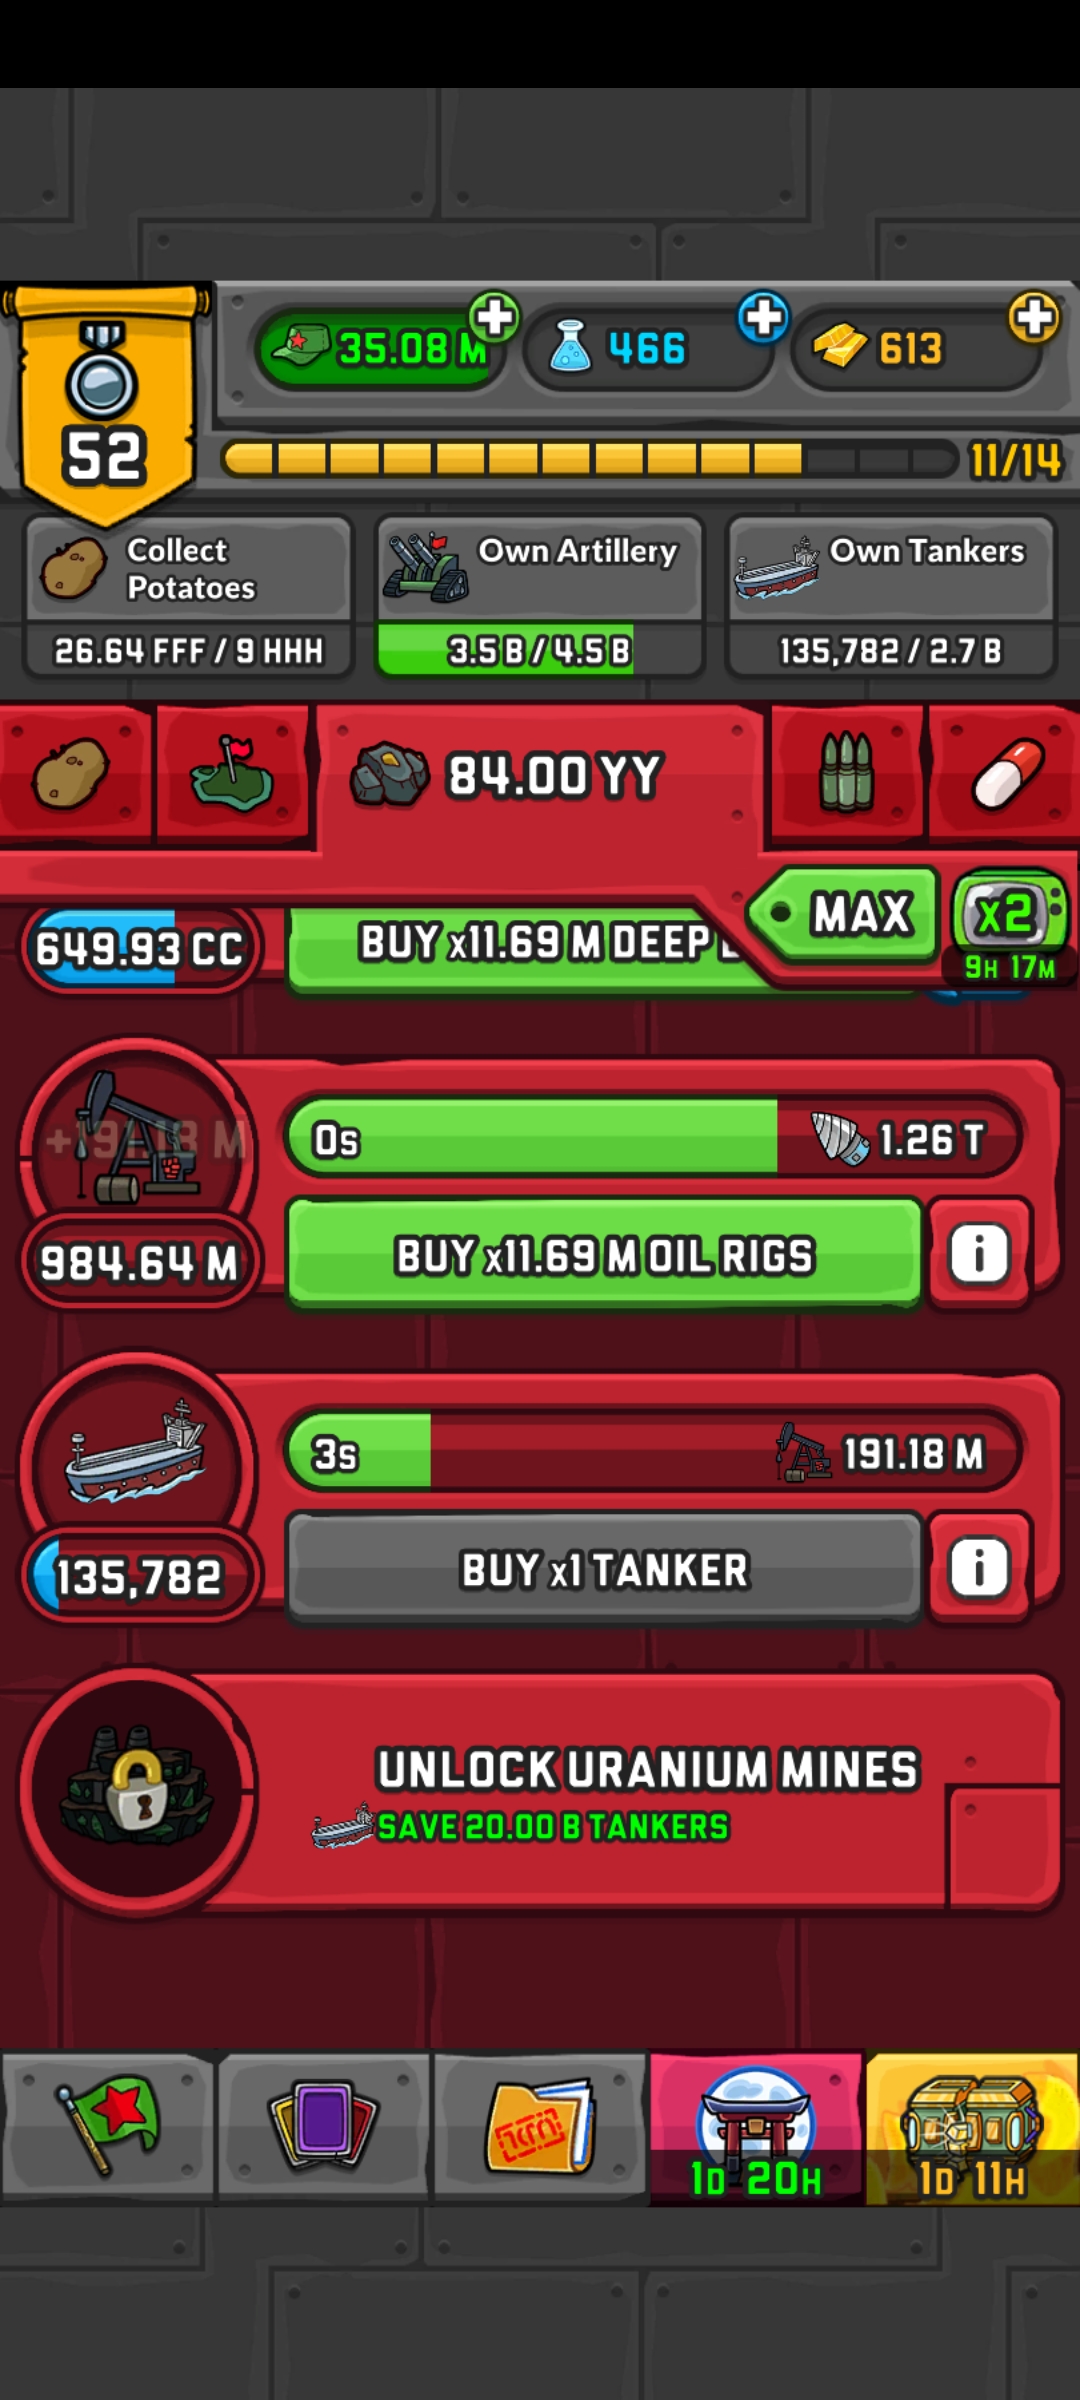 35.08 M
466
613
52
11/14
Collect
Potatoes
26.64 FFF / 9 HHH
Own Artillery
3.5 B / 4.5 B
Own Tankers
135,782 / 2.7 B
84.00 YY
MAX
x2
9H 17M
649.93 CC
BUY x11.69 M DEEP
+191.18 M
0s
1.26 T
984.64 M
BUY x11.69 M OIL RIGS
3s
191.18 M
135,782
BUY x1 TANKER
UNLOCK URANIUM MINES
SAVE 20.00 B TANKERS
1D 20H
1D 11H